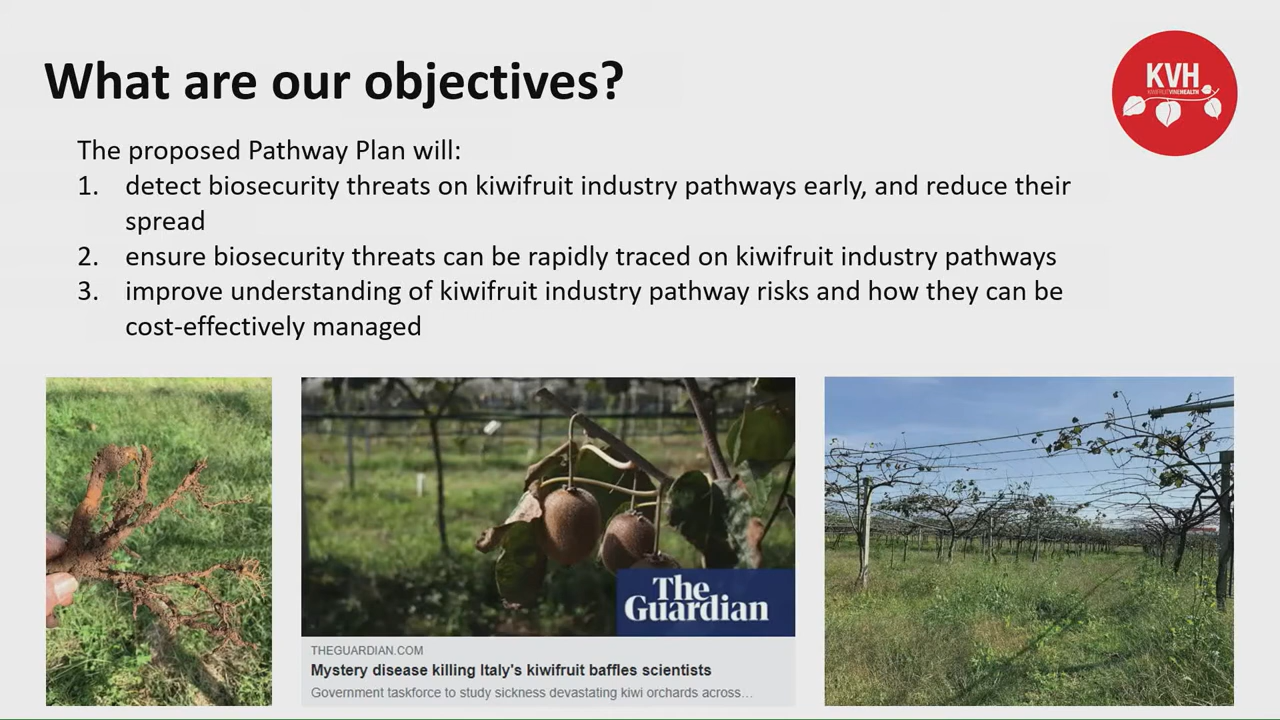 What are our objectives?
KVH
KIWIFRUIT VINE HEALTH
The proposed Pathway Plan will:
1. detect biosecurity threats on kiwifruit industry pathways early, and reduce their
spread
2. ensure biosecurity threats can be rapidly traced on kiwifruit industry pathways
3. improve understanding of kiwifruit industry pathway risks and how they can be
cost-effectively managed
The
Guardian
THEGUARDIAN.COM
Mystery disease killing Italy's kiwifruit baffles scientists
Government taskforce to study sickness devastating kiwi orchards across...